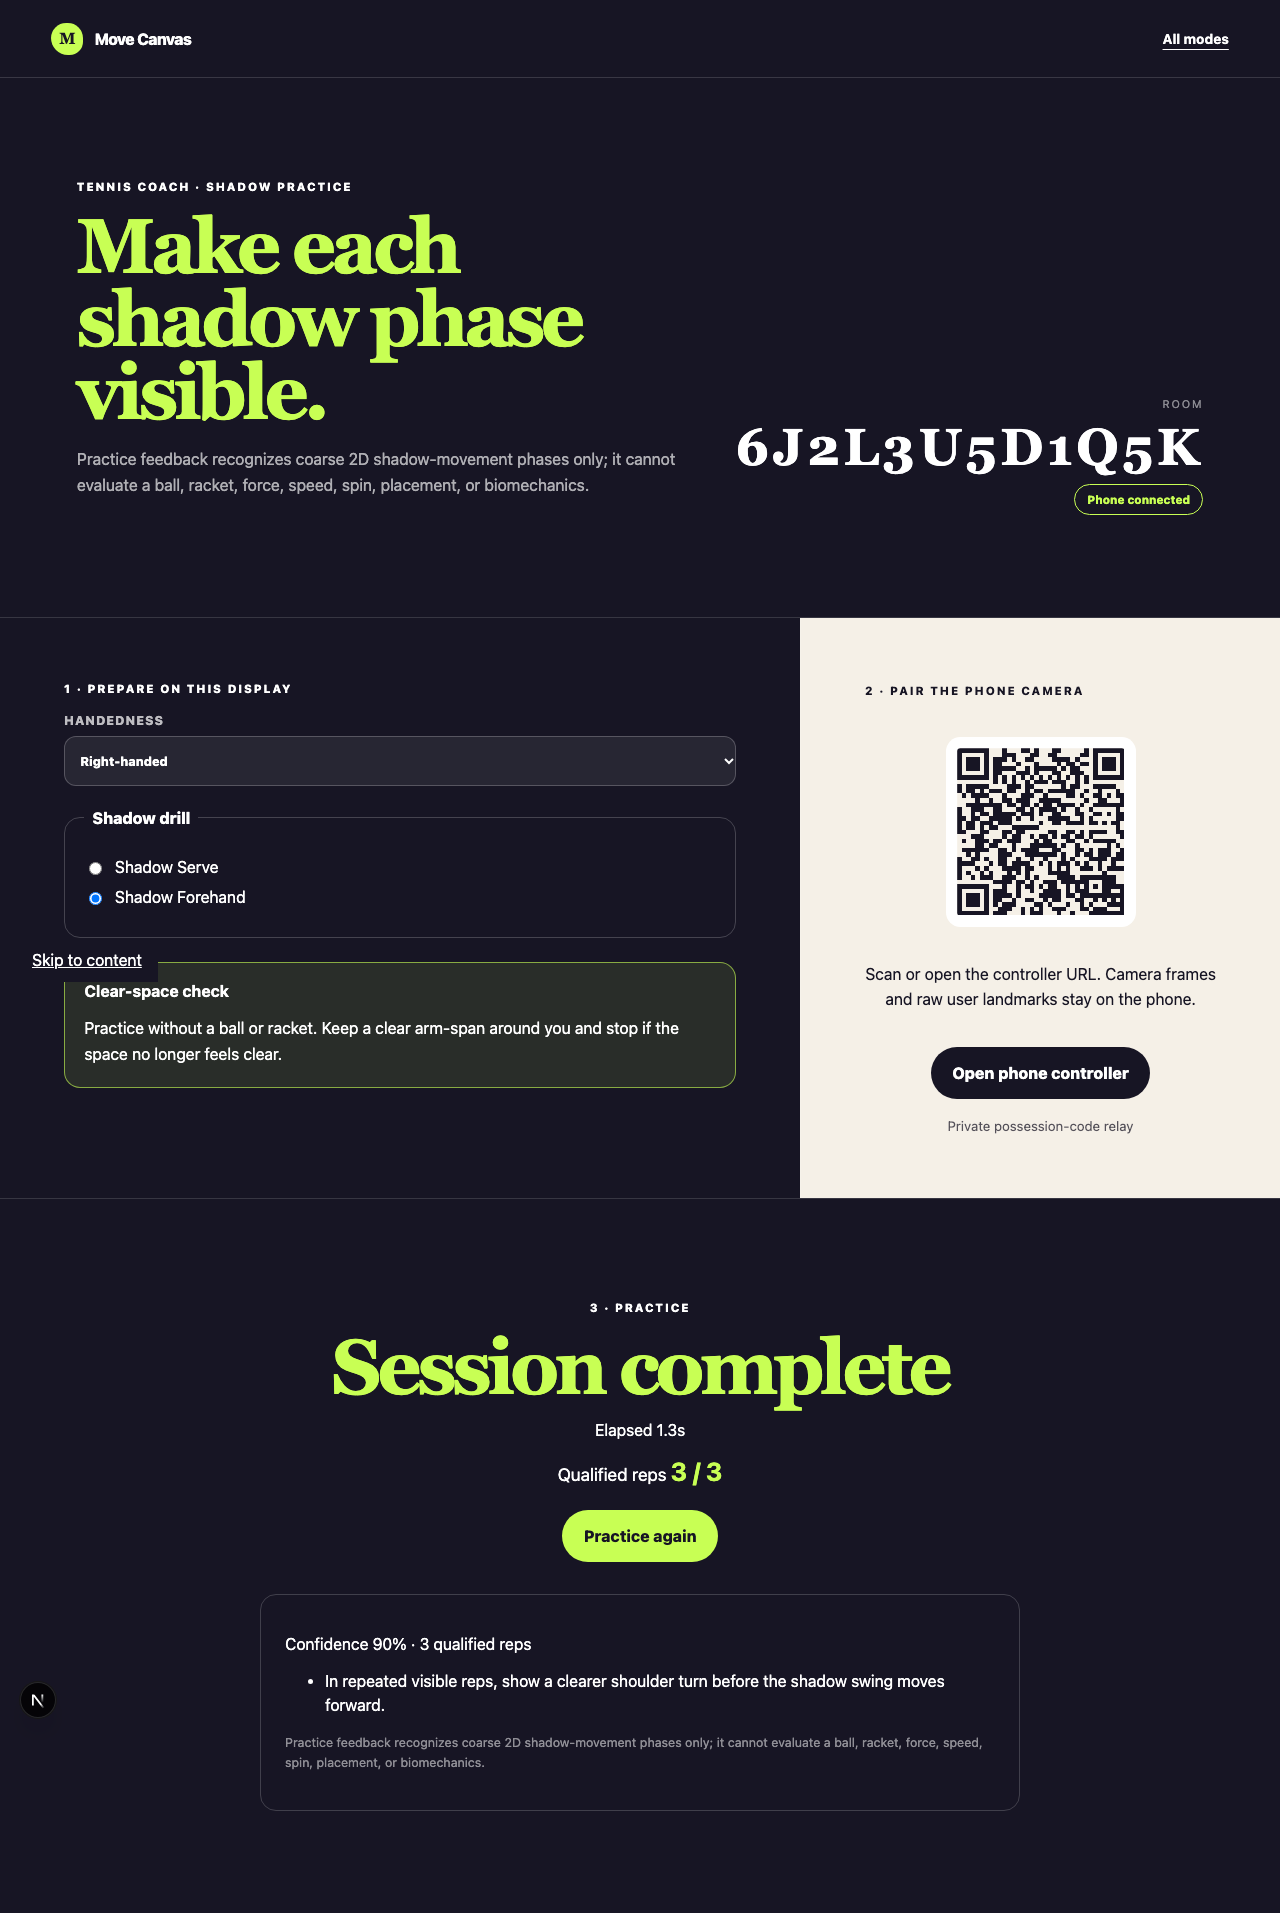 M Move Canvas
All modes
TENNIS COACH · SHADOW PRACTICE
Make each
shadow phase
visible.
Practice feedback recognizes coarse 2D shadow-movement phases only; it cannot
evaluate a ball, racket, force, speed, spin, placement, or biomechanics.
ROOM
6J2L3U5D1Q5K
Phone connected
1 · PREPARE ON THIS DISPLAY
HANDEDNESS
Right-handed
Shadow drill
Shadow Serve
Shadow Forehand
Skip to content
Clear-space check
Practice without a ball or racket. Keep a clear arm-span around you and stop if the
space no longer feels clear.
2 · PAIR THE PHONE CAMERA
Scan or open the controller URL. Camera frames
and raw user landmarks stay on the phone.
Open phone controller
Private possession-code relay
3 · PRACTICE
Session complete
Elapsed 1.3s
Qualified reps 3 / 3
Practice again
Confidence 90% · 3 qualified reps
• In repeated visible reps, show a clearer shoulder turn before the shadow swing moves
forward.
Practice feedback recognizes coarse 2D shadow-movement phases only; it cannot evaluate a ball, racket, force, speed,
spin, placement, or biomechanics.
N